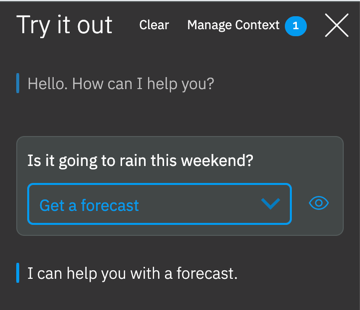 Try it out Clear Manage Context 1
Hello. How can I help you?
Is it going to rain this weekend?
Get a forecast
I can help you with a forecast.